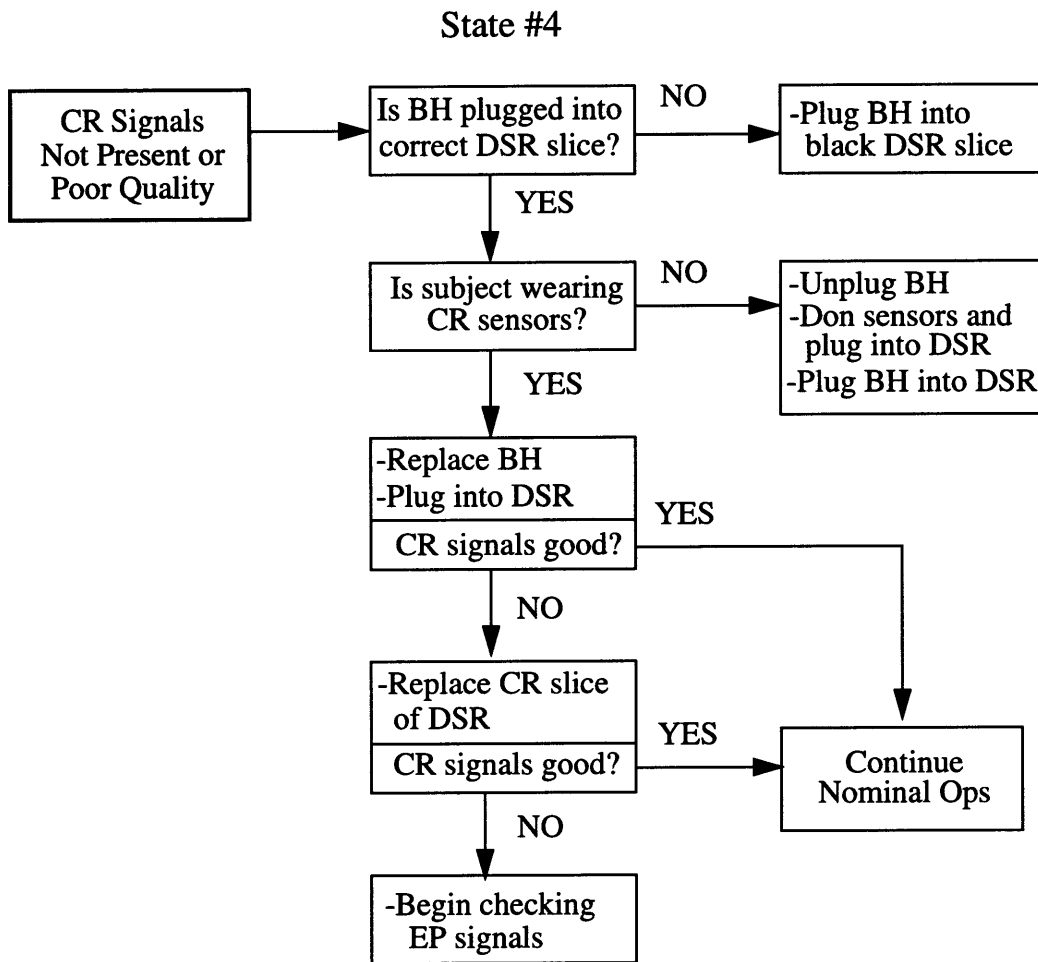 State #4
CR Signals
Not Present or
Poor Quality
Is BH plugged into
correct DSR slice?
NO
-Plug BH into
black DSR slice
YES
Is subject wearing
CR sensors?
NO
-Unplug BH
-Don sensors and
plug into DSR
-Plug BH into DSR
YES
-Replace BH
-Plug into DSR
CR signals good?
YES
NO
-Replace CR slice
of DSR
CR signals good?
YES
Continue
Nominal Ops
NO
-Begin checking
EP signals